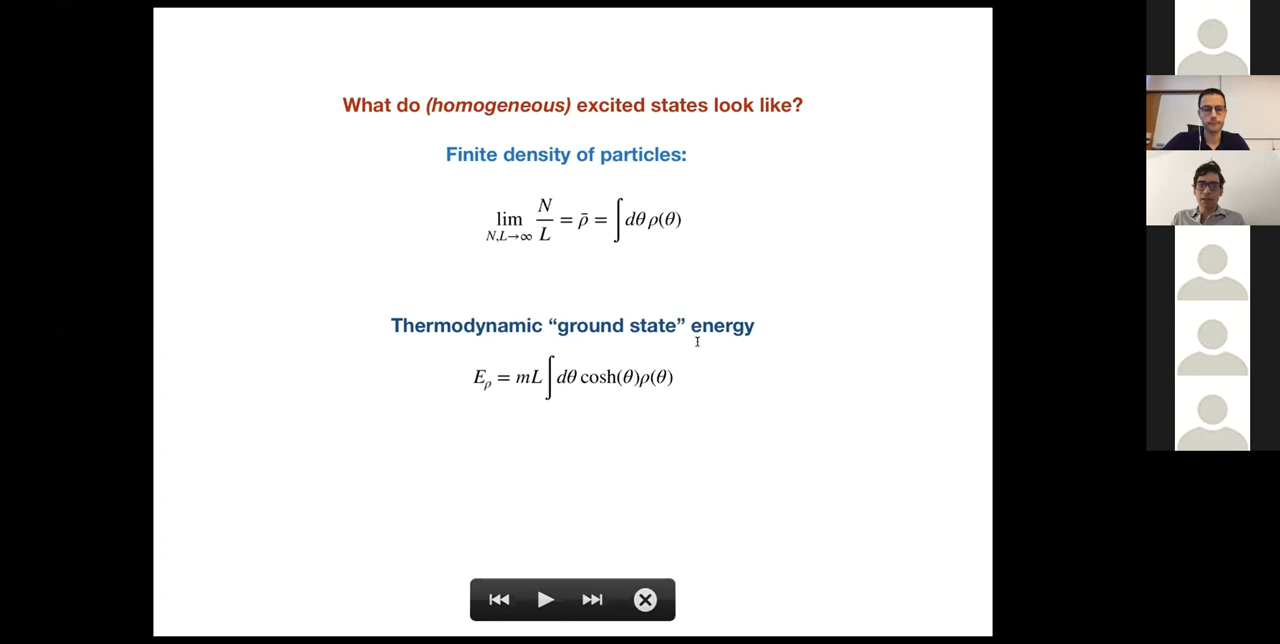 What do (homogeneous) excited states look like?
Finite density of particles:
lim_{N,L→∞} N/L = ρ̄ = ∫ dθ ρ(θ)
Thermodynamic “ground state” energy
E_ρ = mL ∫ dθ cosh(θ)ρ(θ)